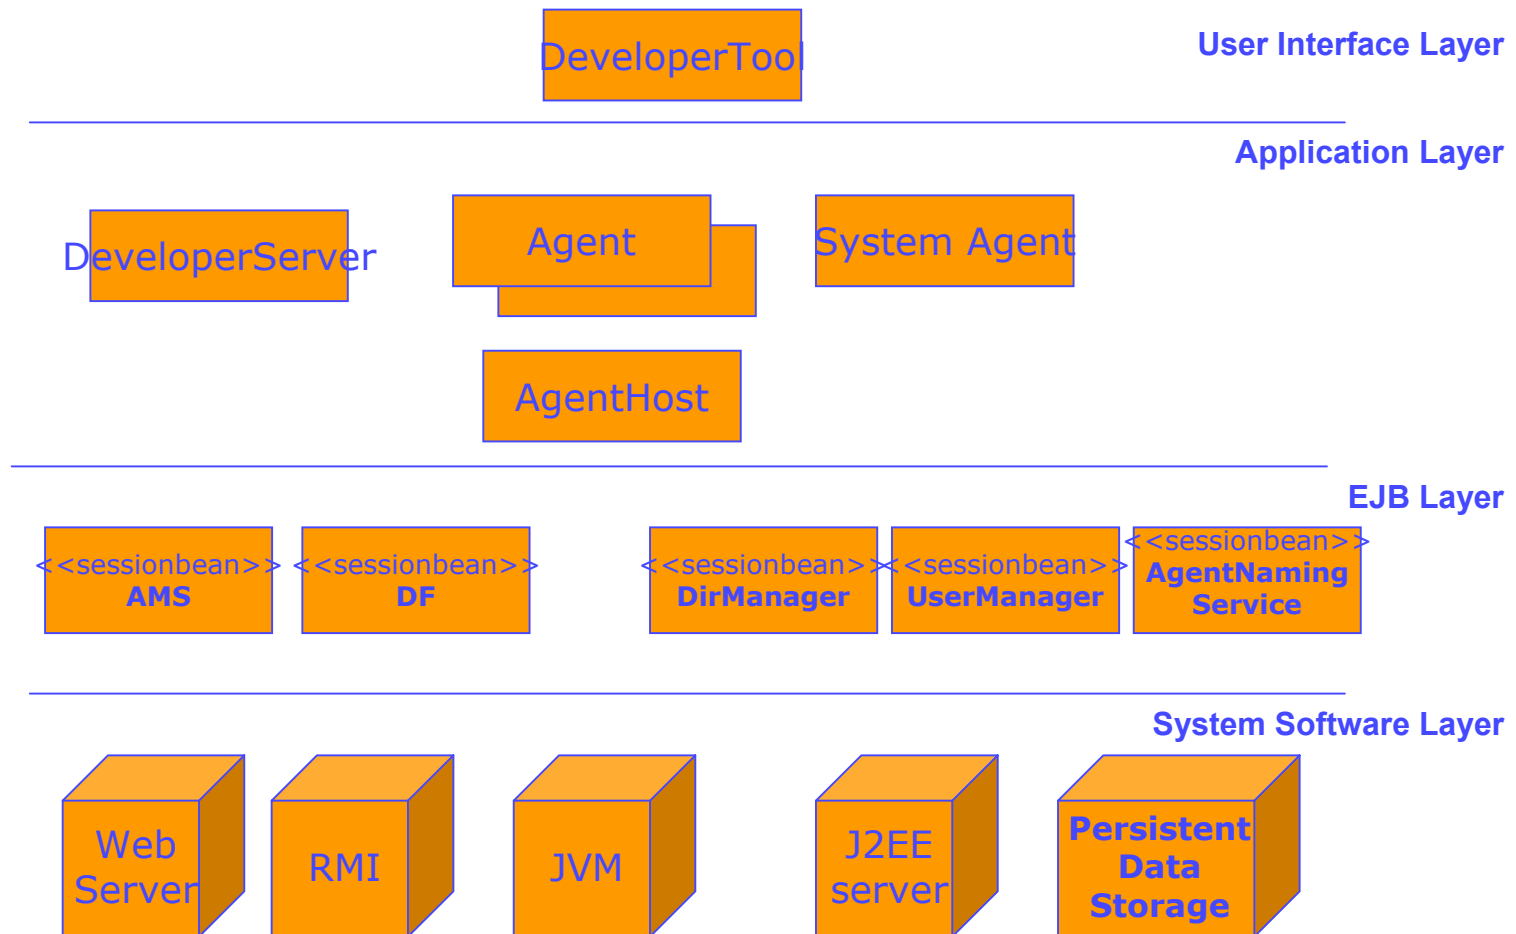 DeveloperTool
User Interface Layer
Application Layer
DeveloperServer
Agent
System Agent
AgentHost
EJB Layer
<<sessionbean>>
AMS
<<sessionbean>>
DF
<<sessionbean>>
DirManager
<<sessionbean>>
UserManager
<<sessionbean>>
AgentNaming
Service
System Software Layer
Web
Server
RMI
JVM
J2EE
server
Persistent
Data
Storage